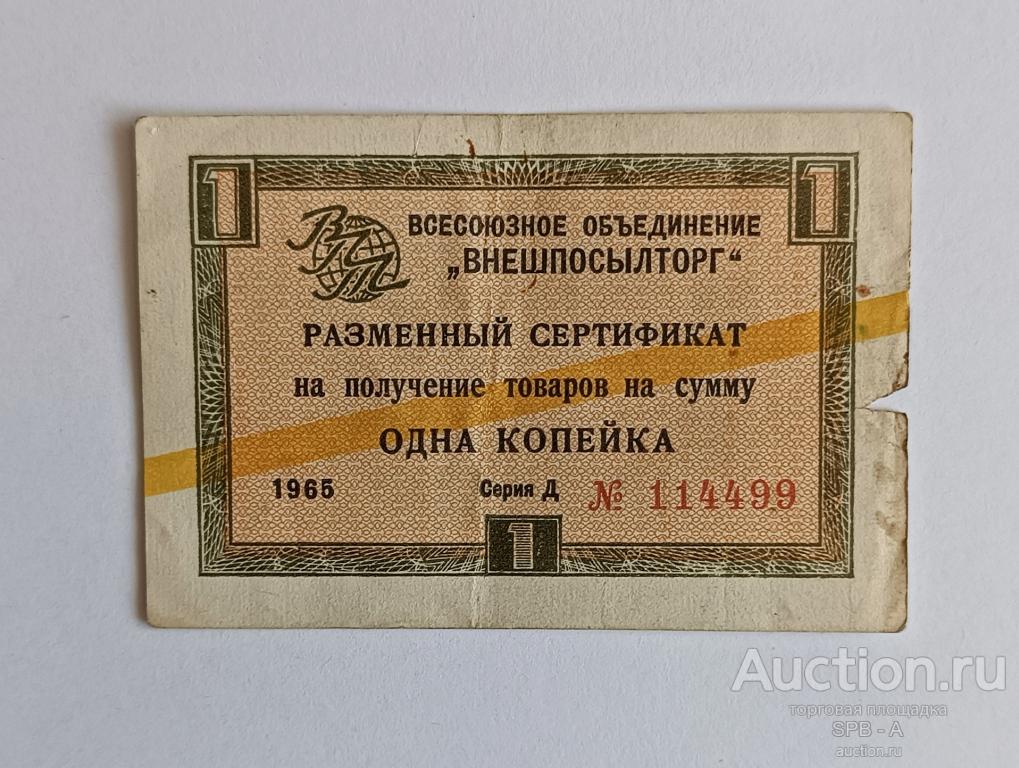 1 1
ВПТ ВСЕСОЮЗНОЕ ОБЪЕДИНЕНИЕ
„ВНЕШПОСЫЛТОРГ“
РАЗМЕННЫЙ СЕРТИФИКАТ
на получение товаров на сумму
ОДНА КОПЕЙКА
1965 Серия Д № 114499
1
Auction.ru
торговая площадка
SPB - A
auction.ru